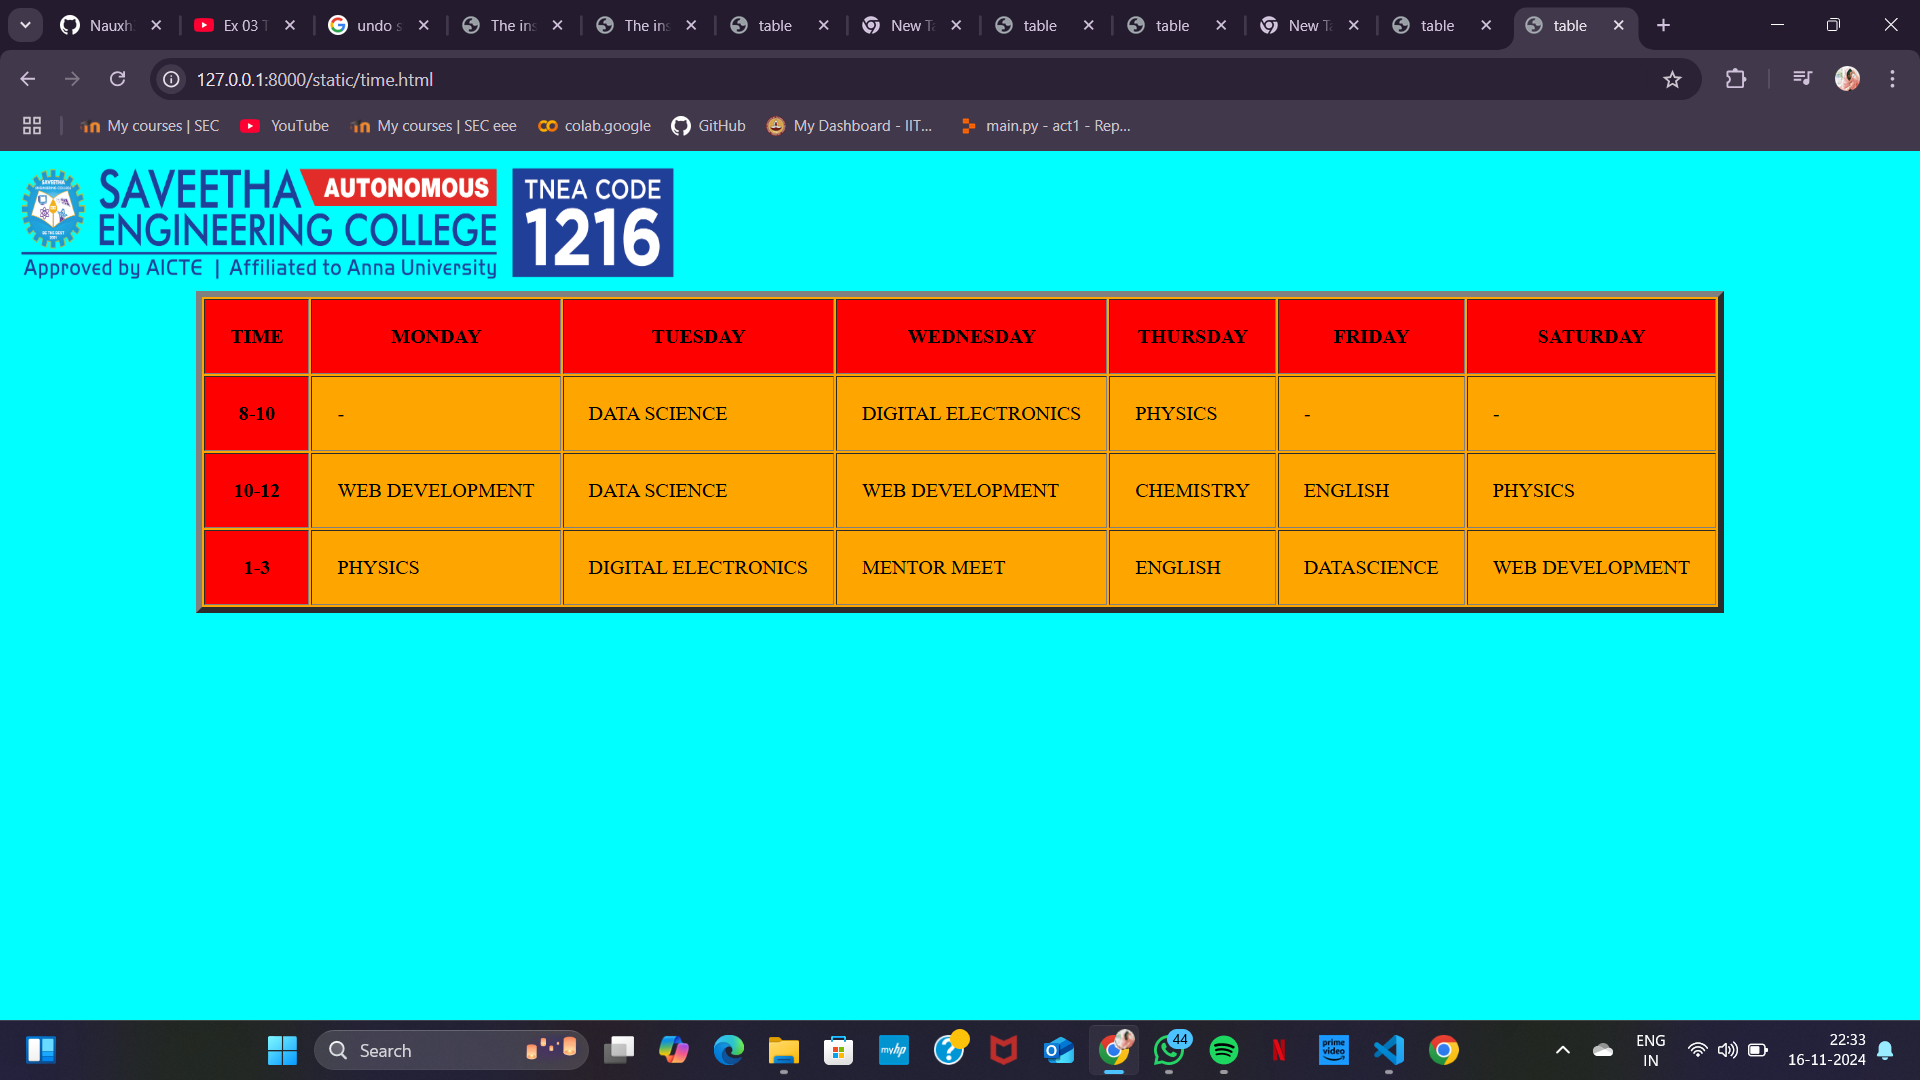 Nauxh
Ex 03 T
undo s
The ins
The ins
table
New Ta
table
table
New Ta
table
table
127.0.0.1:8000/static/time.html
My courses | SEC
YouTube
My courses | SEC eee
colab.google
GitHub
My Dashboard - IIT...
main.py - act1 - Rep...
SAVEETHA AUTONOMOUS
ENGINEERING COLLEGE
Approved by AICTE | Affiliated to Anna University
TNEA CODE
1216
TIME MONDAY TUESDAY WEDNESDAY THURSDAY FRIDAY SATURDAY
8-10 - DATA SCIENCE DIGITAL ELECTRONICS PHYSICS - -
10-12 WEB DEVELOPMENT DATA SCIENCE WEB DEVELOPMENT CHEMISTRY ENGLISH PHYSICS
1-3 PHYSICS DIGITAL ELECTRONICS MENTOR MEET ENGLISH DATASCIENCE WEB DEVELOPMENT
Search
myhp
44
prime video
ENG
IN
22:33
16-11-2024